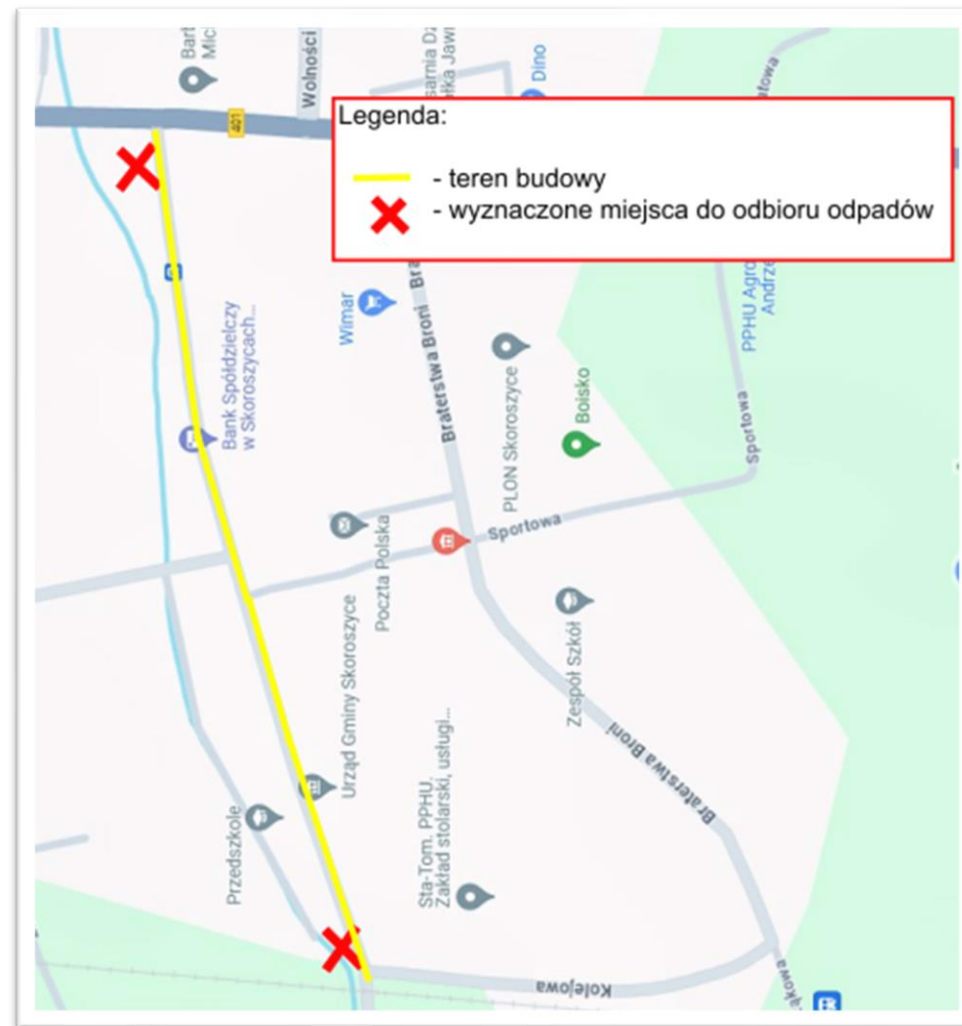 Legenda:
- teren budowy
- wyznaczone miejsca do odbioru odpadów
Wolności
Dino
401
Wimar
Bank Spółdzielczy
w Skoroszycach...
Braterstwa Broni
PLON Skoroszyce
Boisko
PPHU Agro
Sportowa
Sportowa
Poczta Polska
Urząd Gminy Skoroszyce
Zespół Szkół
Przedszkole
Sta-Tom. PPHU,
Zakład stolarski, usługi...
Braterstwa Broni
Kolejowa